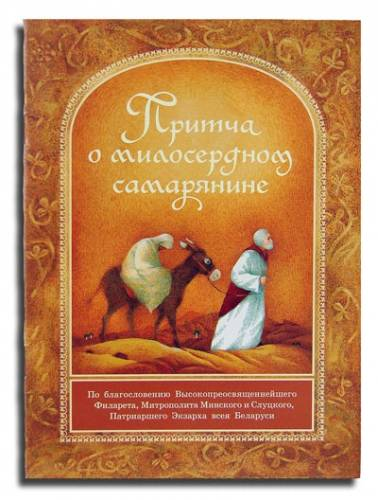 Притча
о милосердном
самарянине
По благословению Высокопреосвященнейшего
Филарета, Митрополита Минского и Слуцкого,
Патриаршего Экзарха всея Беларуси